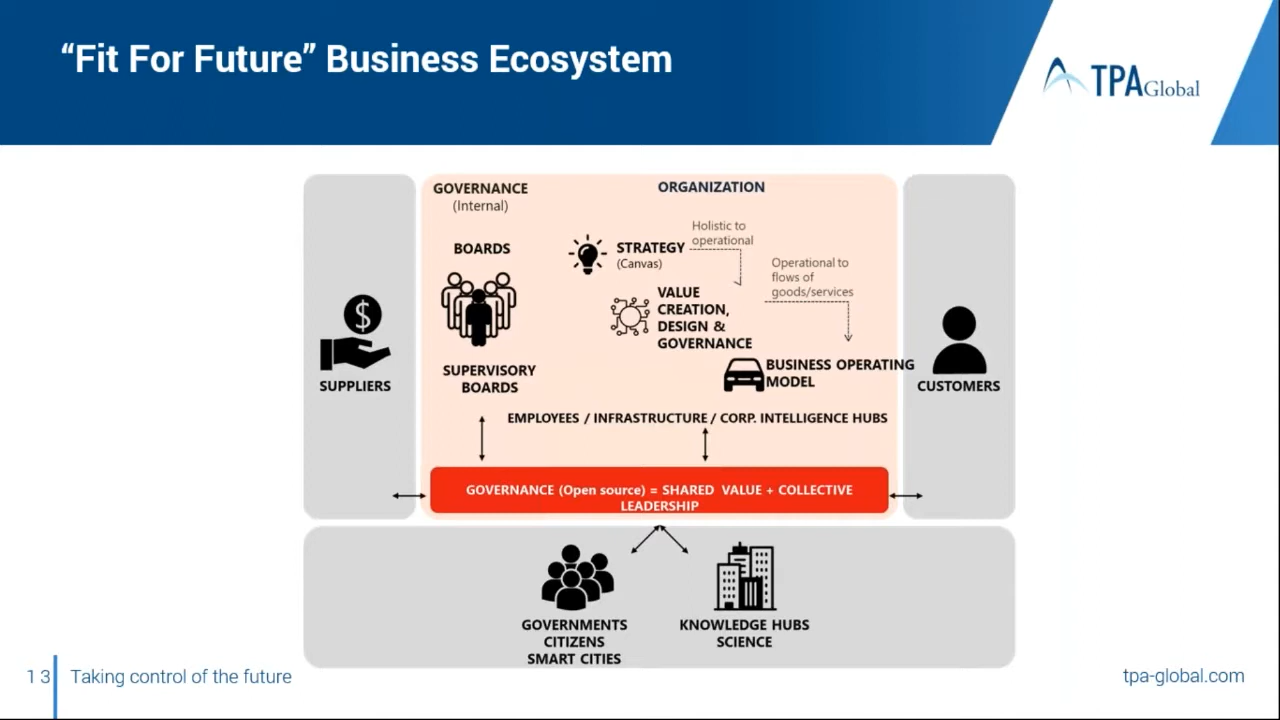 “Fit For Future” Business Ecosystem
TPAGlobal
GOVERNANCE
(Internal)
BOARDS
SUPERVISORY
BOARDS
ORGANIZATION
STRATEGY
(Canvas)
Holistic to
operational
VALUE
CREATION,
DESIGN &
GOVERNANCE
Operational to
flows of
goods/services
BUSINESS OPERATING
MODEL
$
SUPPLIERS
CUSTOMERS
EMPLOYEES / INFRASTRUCTURE / CORP. INTELLIGENCE HUBS
GOVERNANCE (Open source) = SHARED VALUE + COLLECTIVE
LEADERSHIP
GOVERNMENTS
CITIZENS
SMART CITIES
KNOWLEDGE HUBS
SCIENCE
13
Taking control of the future
tpa-global.com